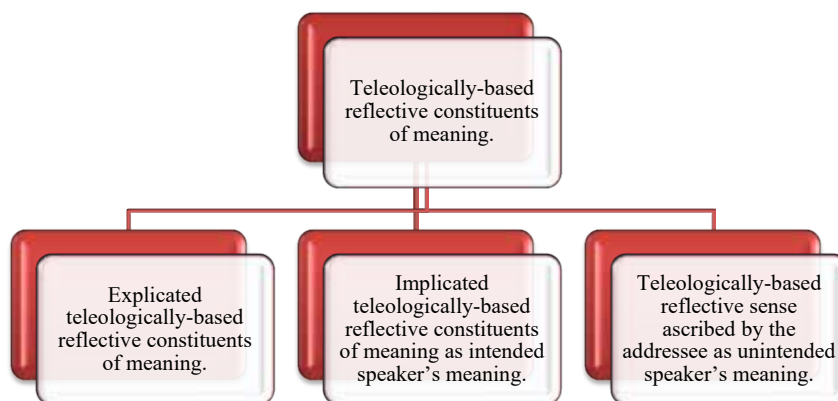 Teleologically-based
reflective constituents
of meaning.
Explicated
teleologically-based
reflective constituents
of meaning.
Implicated
teleologically-based
reflective constituents
of meaning as intended
speaker’s meaning.
Teleologically-based
reflective sense
ascribed by the
addressee as unintended
speaker’s meaning.